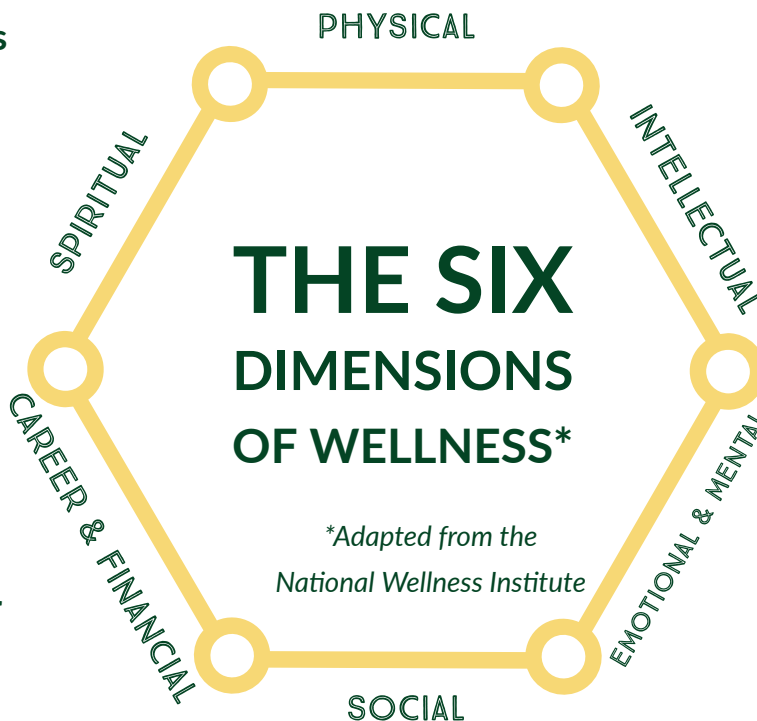 PHYSICAL
SPIRITUAL
INTELLECTUAL
THE SIX
DIMENSIONS
OF WELLNESS*
*Adapted from the
National Wellness Institute
CAREER & FINANCIAL
EMOTIONAL & MENTAL
SOCIAL